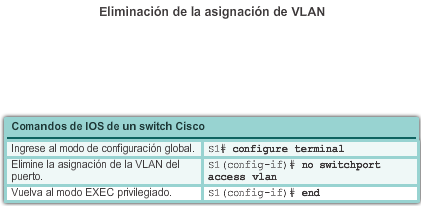 Eliminación de la asignación de VLAN
Comandos de IOS de un switch Cisco
Ingrese al modo de configuración global. S1# configure terminal
Elimine la asignación de la VLAN del S1(config-if)# no switchport
puerto. access vlan
Vuelva al modo EXEC privilegiado. S1(config-if)# end